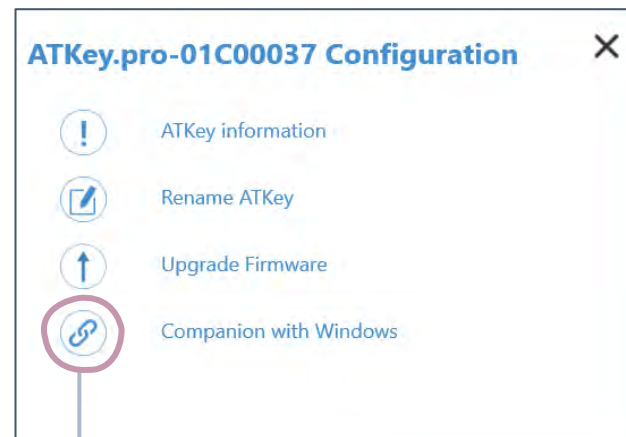 ATKey.pro-01C00037 Configuration
ATKey information
Rename ATKey
Upgrade Firmware
Companion with Windows